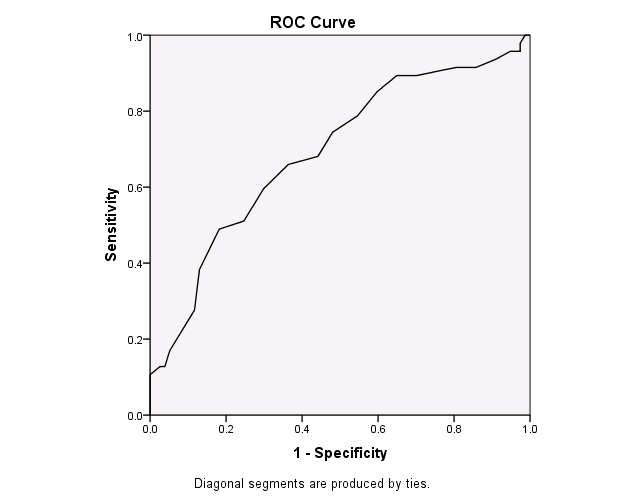 ROC Curve
1.0
0.8
0.6
0.4
0.2
0.0
Sensitivity
0.0 0.2 0.4 0.6 0.8 1.0
1 - Specificity
Diagonal segments are produced by ties.